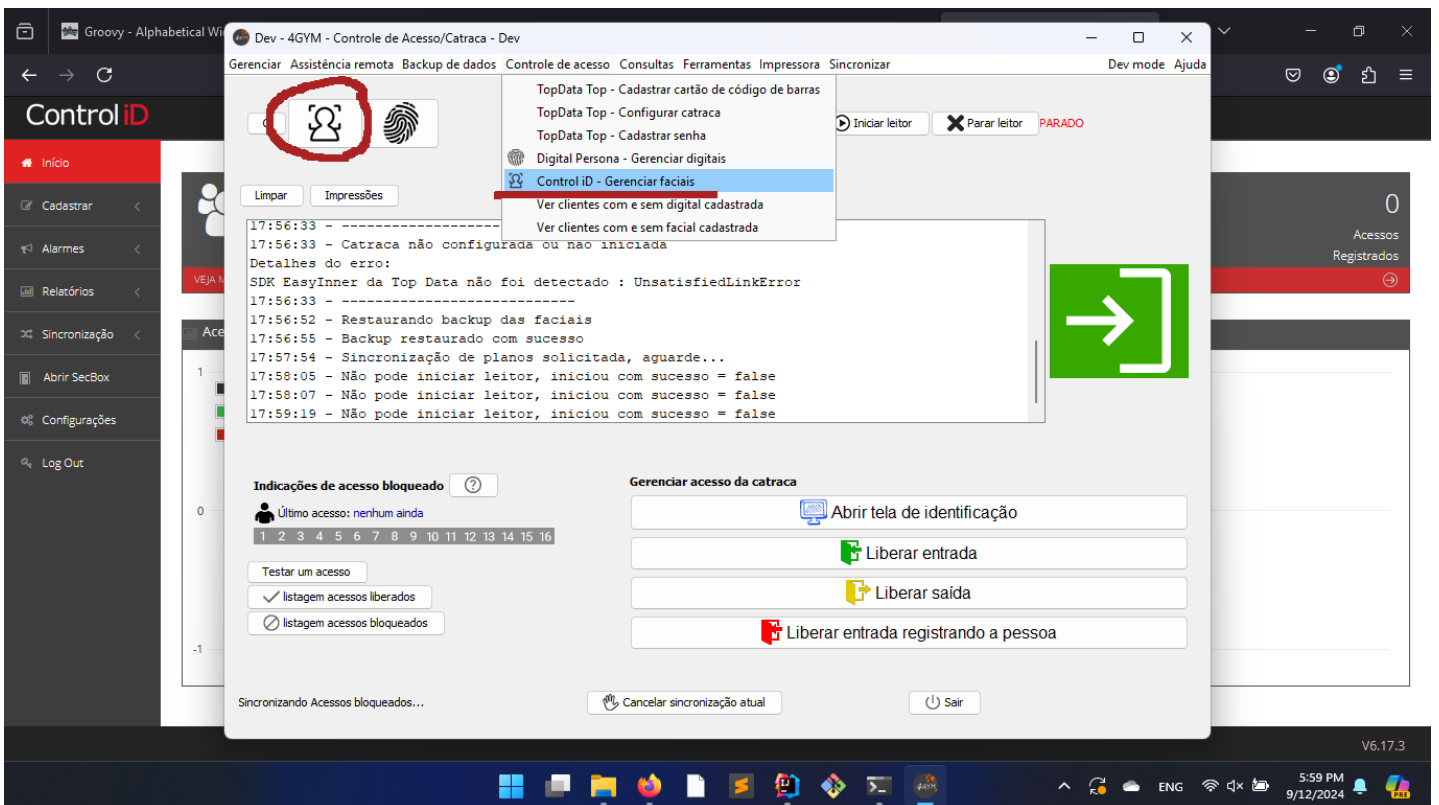 Groovy - Alphabetical Wi
Dev - 4GYM - Controle de Acesso/Catraca - Dev
Gerenciar Assistência remota Backup de dados Controle de acesso Consultas Ferramentas Impressora Sincronizar Dev mode Ajuda
TopData Top - Cadastrar cartão de código de barras
TopData Top - Configurar catraca
TopData Top - Cadastrar senha
Digital Persona - Gerenciar digitais
Control iD - Gerenciar faciais
Ver clientes com e sem digital cadastrada
Ver clientes com e sem facial cadastrada
Iniciar leitor
Parar leitor
PARADO
Limpar
Impressões
17:56:33 - ---------------------
17:56:33 - Catraca não configurada ou não iniciada
Detalhes do erro:
SDK EasyInner da Top Data não foi detectado : UnsatisfiedLinkError
17:56:33 - -----------------------------
17:56:52 - Restaurando backup das faciais
17:56:55 - Backup restaurado com sucesso
17:57:54 - Sincronização de planos solicitada, aguarde...
17:58:05 - Não pode iniciar leitor, iniciou com sucesso = false
17:58:07 - Não pode iniciar leitor, iniciou com sucesso = false
17:59:19 - Não pode iniciar leitor, iniciou com sucesso = false
Indicações de acesso bloqueado
?
Último acesso: nenhum ainda
1 2 3 4 5 6 7 8 9 10 11 12 13 14 15 16
Testar um acesso
listagem acessos liberados
listagem acessos bloqueados
Gerenciar acesso da catraca
Abrir tela de identificação
Liberar entrada
Liberar saída
Liberar entrada registrando a pessoa
Sincronizando Acessos bloqueados...
Cancelar sincronização atual
Sair
Control iD
Início
Cadastrar
Alarmes
Relatórios
Sincronização
Abrir SecBox
Configurações
Log Out
VEJA M
Ace
1
0
-1
0
Acessos
Registrados
V6.17.3
4GYM
ENG
5:59 PM
9/12/2024
PRE